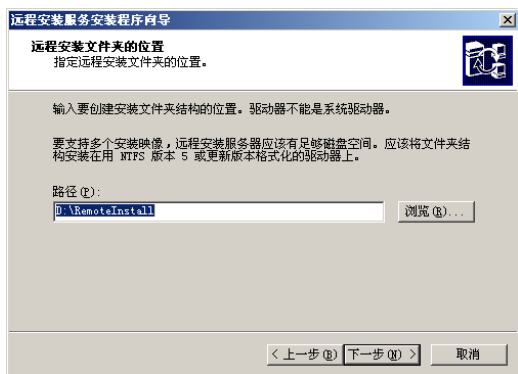 远程安装服务安装程序向导
远程安装文件夹的位置
指定远程安装文件夹的位置。
输入要创建安装文件夹结构的位置。驱动器不能是系统驱动器。
要支持多个安装映像，远程安装服务器应该有足够磁盘空间。应该将文件夹结
构安装在用 NTFS 版本 5 或更新版本格式化的驱动器上。
路径(P):
D:\RemoteInstall
浏览(R)...
< 上一步(B) 下一步(N) > 取消